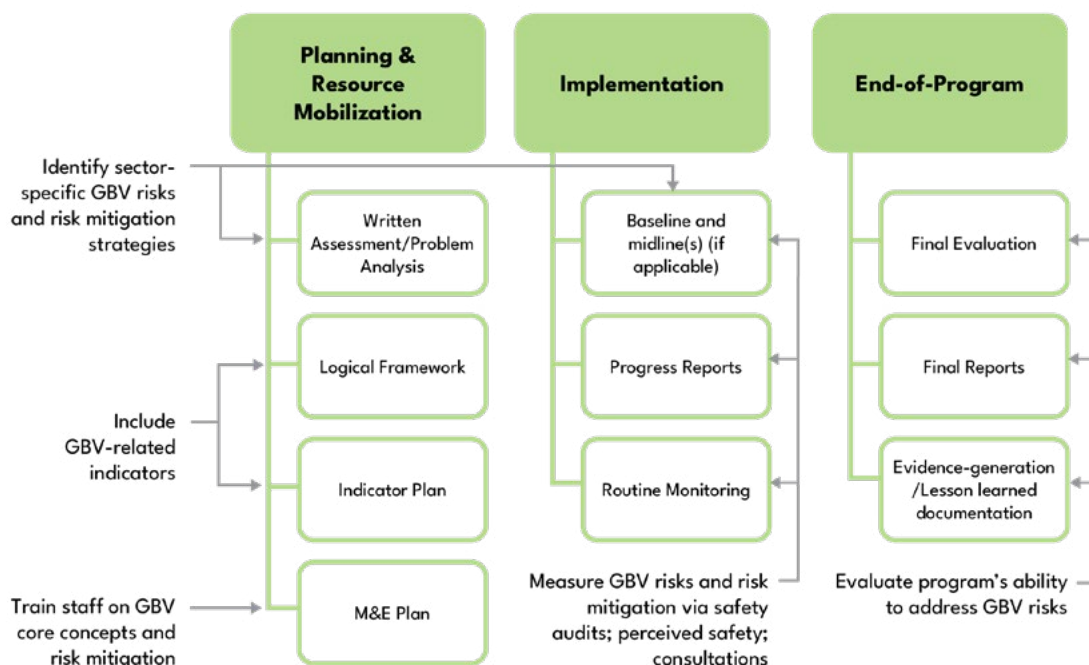 Planning &
Resource
Mobilization
Implementation
End-of-Program
Identify sector-
specific GBV risks
and risk mitigation
strategies
Written
Assessment/Problem
Analysis
Baseline and
midline(s) (if
applicable)
Final Evaluation
Logical Framework
Progress Reports
Final Reports
Include
GBV-related
indicators
Indicator Plan
Routine Monitoring
Evidence-generation
/Lesson learned
documentation
Train staff on GBV
core concepts and
risk mitigation
M&E Plan
Measure GBV risks and risk
mitigation via safety
audits; perceived safety;
consultations
Evaluate program's ability
to address GBV risks